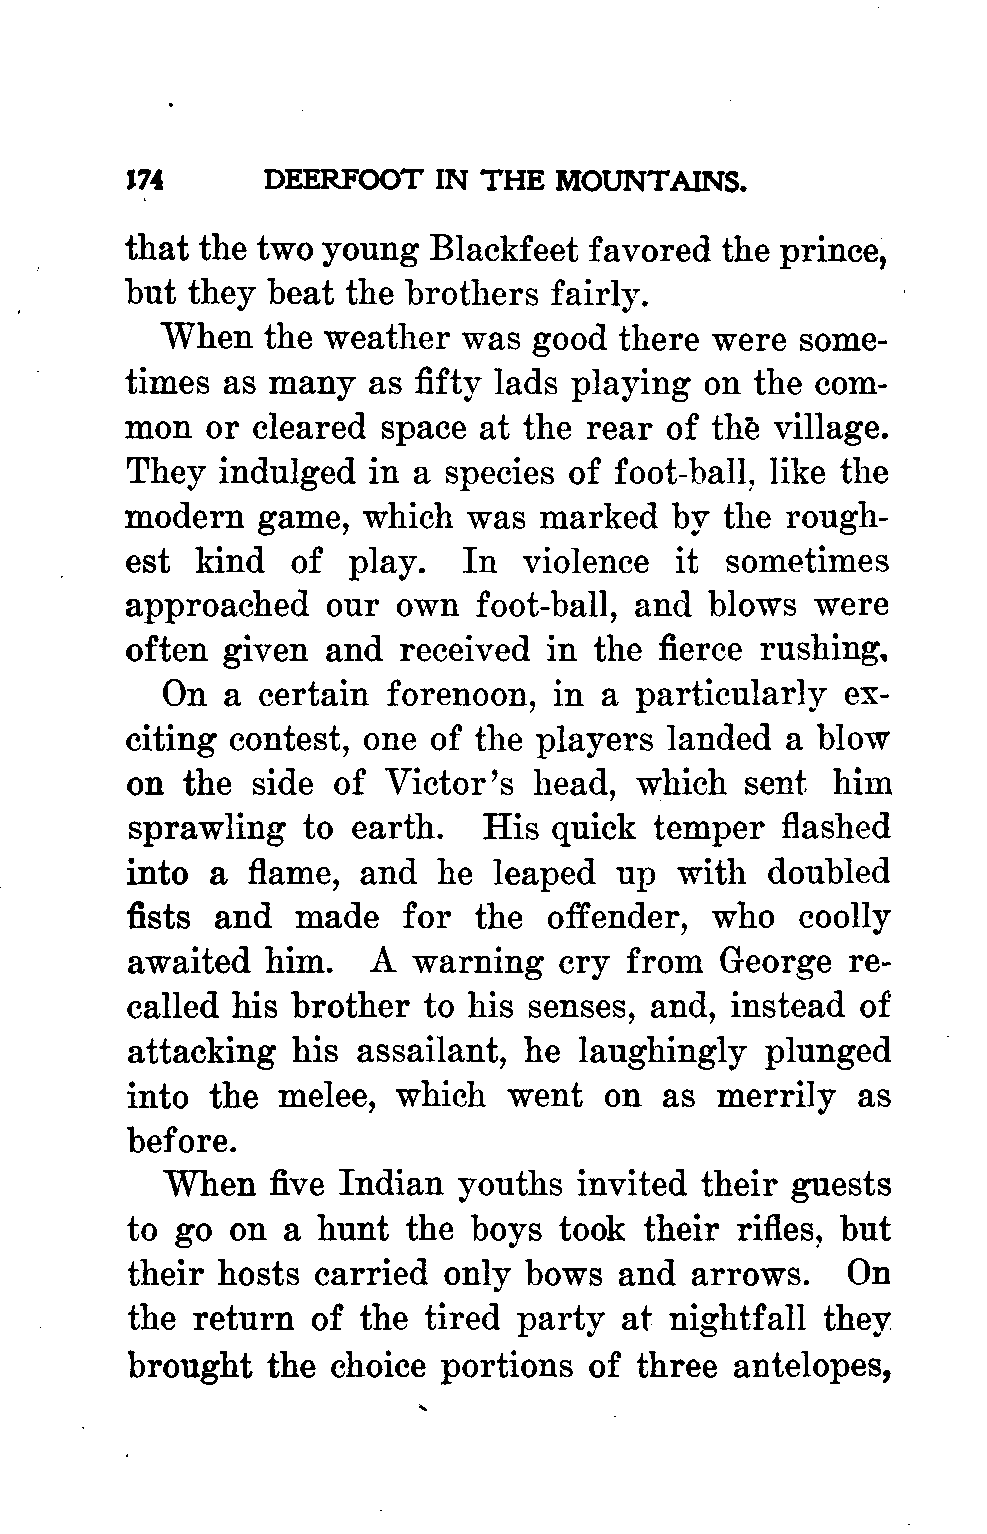 174 DEERFOOT IN THE MOUNTAINS.
that the two young Blackfeet favored the prince,
but they beat the brothers fairly.
When the weather was good there were some-
times as many as fifty lads playing on the com-
mon or cleared space at the rear of the village.
They indulged in a species of foot-ball, like the
modern game, which was marked by the rough-
est kind of play. In violence it sometimes
approached our own foot-ball, and blows were
often given and received in the fierce rushing.
On a certain forenoon, in a particularly ex-
citing contest, one of the players landed a blow
on the side of Victor's head, which sent him
sprawling to earth. His quick temper flashed
into a flame, and he leaped up with doubled
fists and made for the offender, who coolly
awaited him. A warning cry from George re-
called his brother to his senses, and, instead of
attacking his assailant, he laughingly plunged
into the melee, which went on as merrily as
before.
When five Indian youths invited their guests
to go on a hunt the boys took their rifles, but
their hosts carried only bows and arrows. On
the return of the tired party at nightfall they
brought the choice portions of three antelopes,